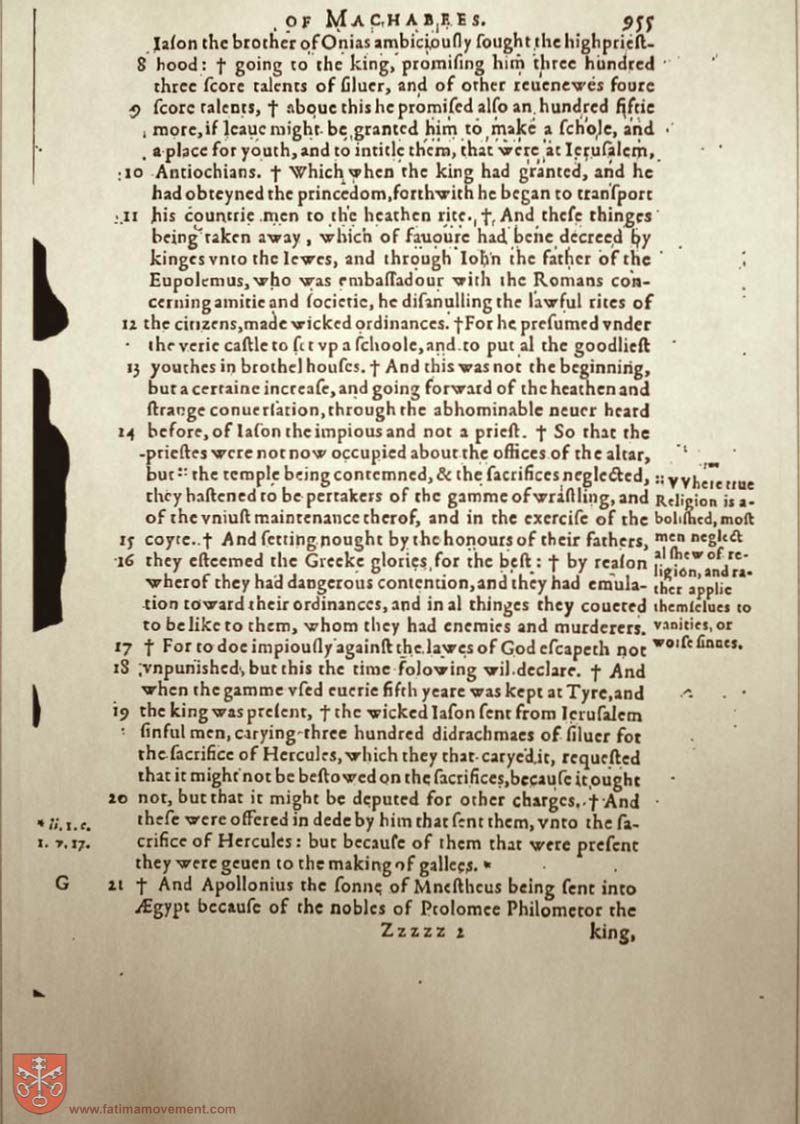 OF MACHABEES. 955
Iaſon the brother of Onias ambiciouſly ſought the highprieſt-
8 hood: † going to the king, promiſing him three hundred
three ſcore talents of ſiluer, and of other reuenewes foure
9 ſcore talents, † aboue this he promiſed alſo an hundred fiftie
more, if leaue might be granted him to make a ſchole, and
a place for youth, and to intitle them, that were at Ieruſalem,
10 Antiochians. † Which when the king had granted, and he
had obteyned the princedom, forthwith he began to tranſport
11 his countrie men to the heathen rite. † And theſe thinges
being taken away, which of fauoure had bene decreed by
kinges vnto the Iewes, and through Iohn the father of the
Eupolemus, who was embaſſadour with the Romans con-
cerning amitie and ſocietie, he diſanulling the lawful rites of
12 the citizens, made wicked ordinances. † For he preſumed vnder
the verie caſtle to ſet vp a ſchoole, and to put al the goodlieſt
13 youthes in brothel houſes. † And this was not the beginning,
but a certaine increaſe, and going forward of the heathen and
ſtrange conuerſation, through the abhominable neuer heard
14 before, of Iaſon the impious and not a prieſt. † So that the
prieſtes were not now occupied about the offices of the altar,
but :: the temple being contemned, & the ſacrifices neglected,
they haſtened to be pertakers of the gamme of wraſtling, and
of the vniuſt maintenance therof, and in the exerciſe of the
15 coyte. † And ſetting nought by the honours of their fathers,
16 they eſteemed the Greeke glories for the beſt: † by reaſon
wherof they had dangerous contention, and they had emula-
tion toward their ordinances, and in al thinges they coueted
to be like to them, whom they had enemies and murderers.
:: VVhere true
Religion is a-
boliſhed, moſt
men neglect
al ſhew of re-
ligion, and ra-
ther applie
themſelues to
vanities, or
worſe ſinnes.
17 † For to doe impiouſly againſt the lawes of God eſcapeth not
18 vnpuniſhed, but this the time folowing wil declare. † And
when the gamme vſed euerie fifth yeare was kept at Tyre, and
19 the king was preſent, † the wicked Iaſon ſent from Ieruſalem
ſinful men, carying three hundred didrachmaes of ſiluer for
the ſacrifice of Hercules, which they that caryed it, requeſted
that it might not be beſtowed on the ſacrifices, becauſe it ought
20 not, but that it might be deputed for other charges. † And
theſe were offered in dede by him that ſent them, vnto the ſa-
crifice of Hercules: but becauſe of them that were preſent
they were geuen to the making of gallees. *
* ii. 1. c.
1. v. 17.
G 21 † And Apollonius the ſonne of Mneſtheus being ſent into
Ægypt becauſe of the nobles of Ptolomee Philometor the
Zzzzz 2 king,
www.fatimamovement.com